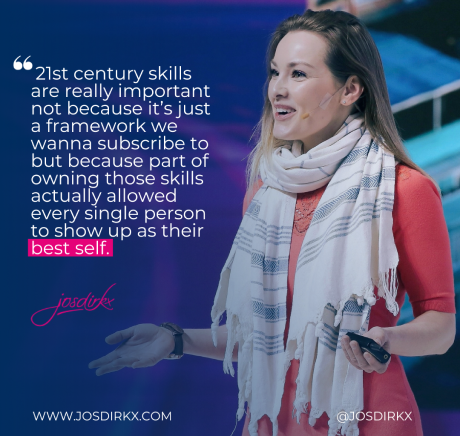 “ 21st century skills
are really important
not because it’s just
a framework we
wanna subscribe to
but because part of
owning those skills
actually allowed
every single person
to show up as their
best self.
josdirkx
WWW.JOSDIRKX.COM
@JOSDIRKX